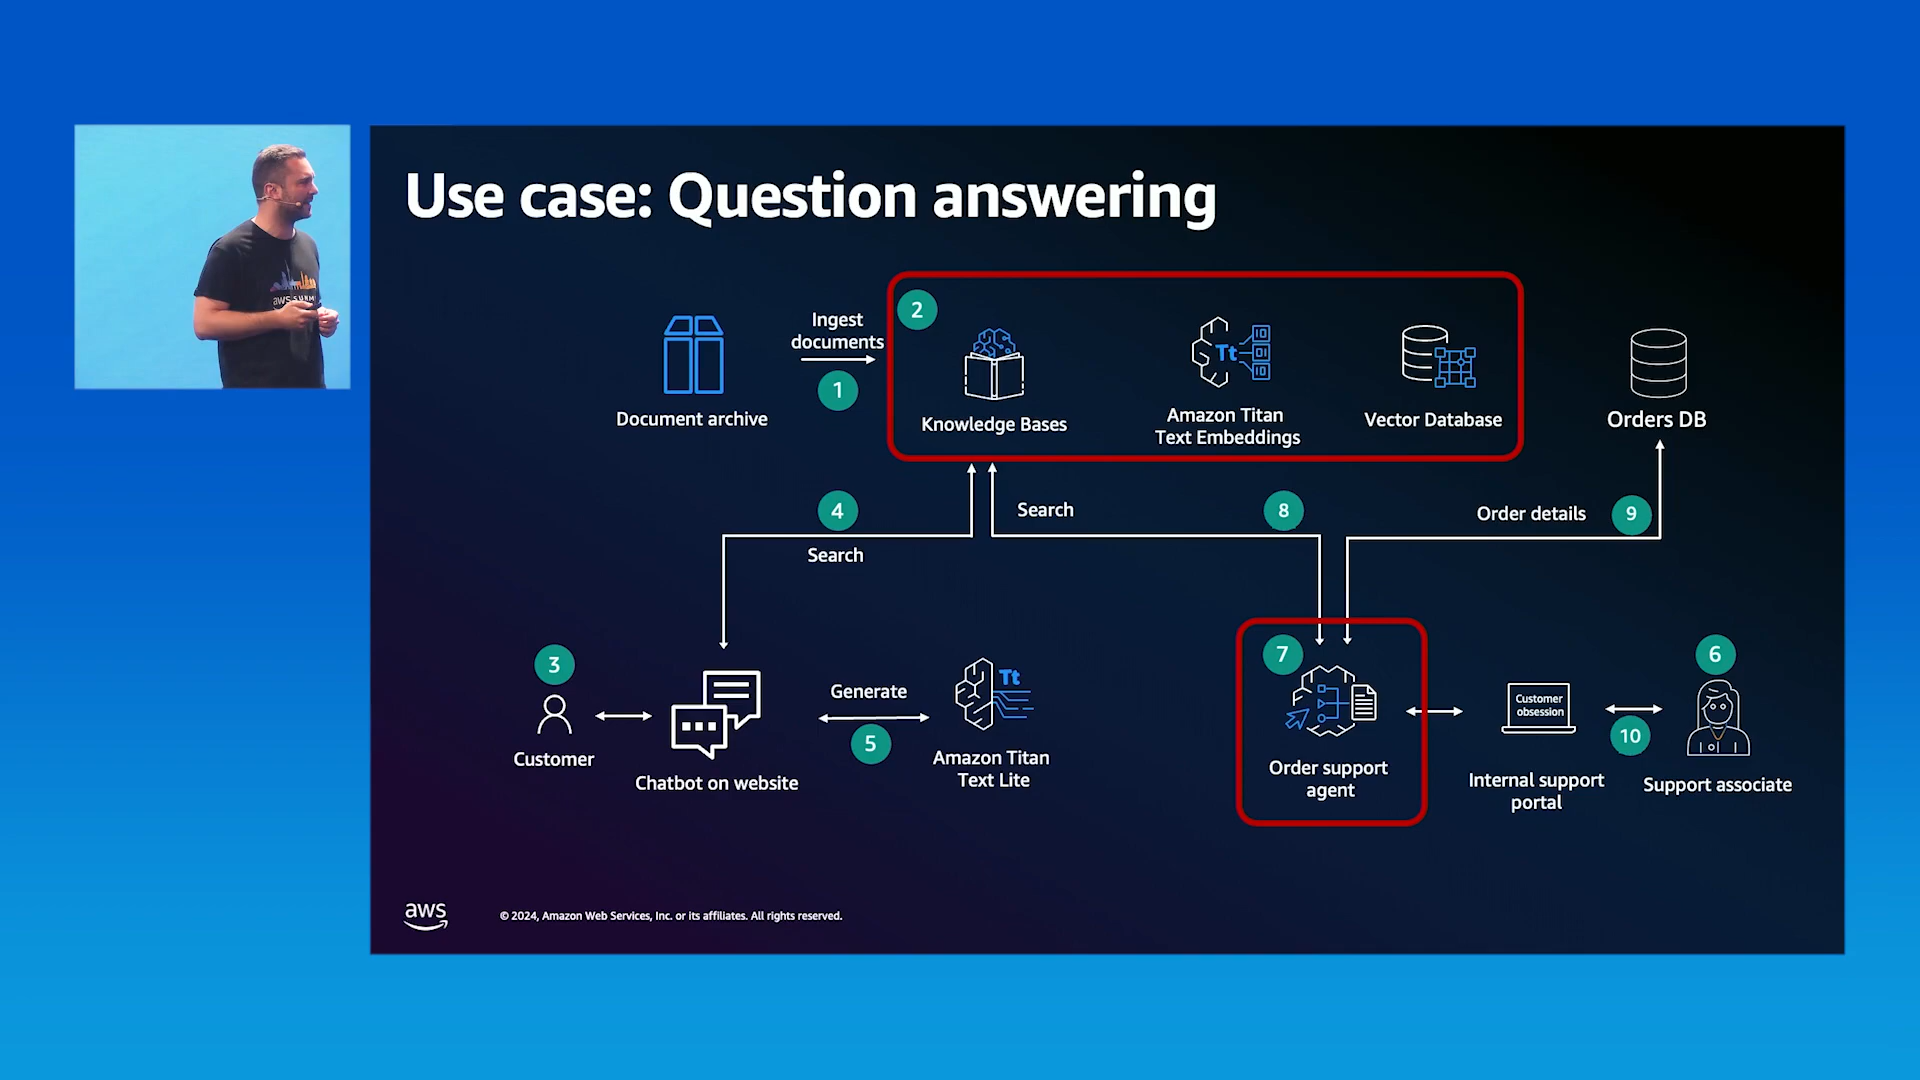 Use case: Question answering
Ingest
documents
1
2
Document archive
Knowledge Bases
Tt
Amazon Titan
Text Embeddings
Vector Database
Orders DB
4
Search
Search
8
Order details
9
3
Customer
Chatbot on website
Generate
5
Tt
Amazon Titan
Text Lite
7
Order support
agent
Customer
obsession
Internal support
portal
10
6
Support associate
aws
© 2024, Amazon Web Services, Inc. or its affiliates. All rights reserved.